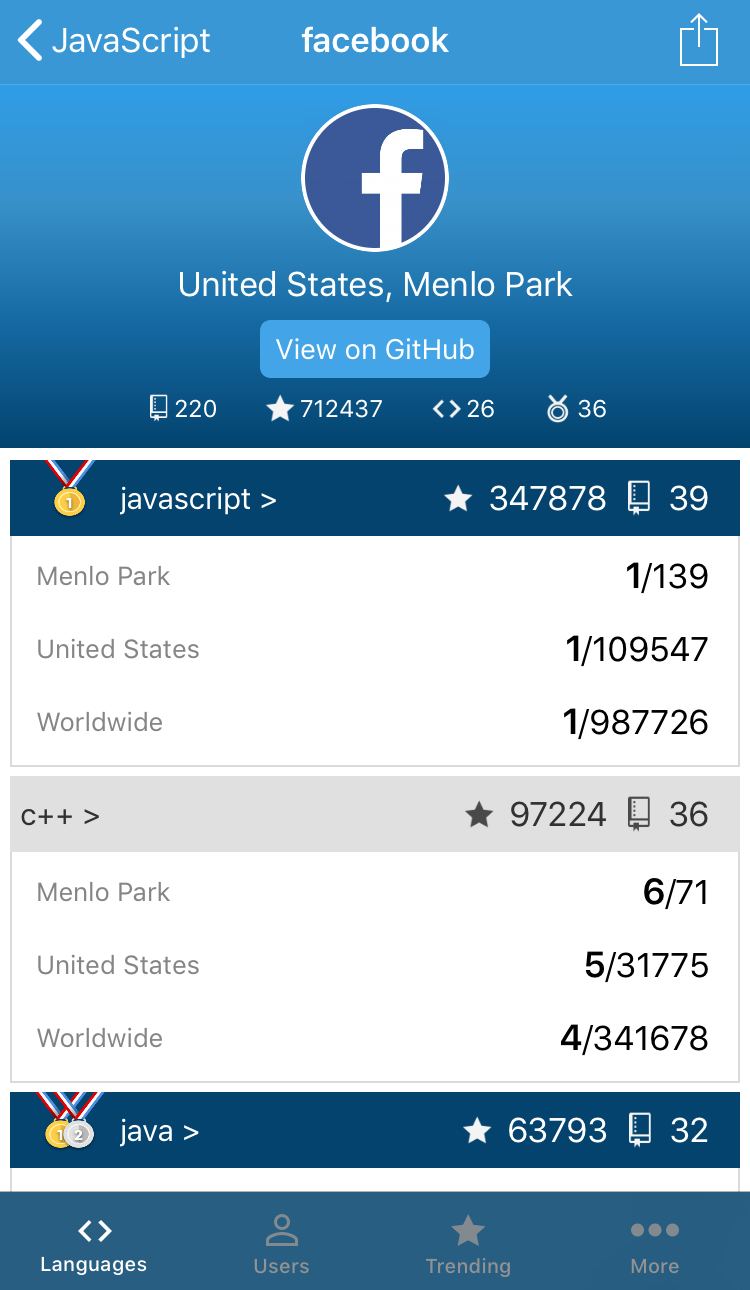 JavaScript facebook
United States, Menlo Park
View on GitHub
220 712437 26 36
1 javascript > 347878 39
Menlo Park 1/139
United States 1/109547
Worldwide 1/987726
c++ > 97224 36
Menlo Park 6/71
United States 5/31775
Worldwide 4/341678
1 2 java > 63793 32
Languages Users Trending More